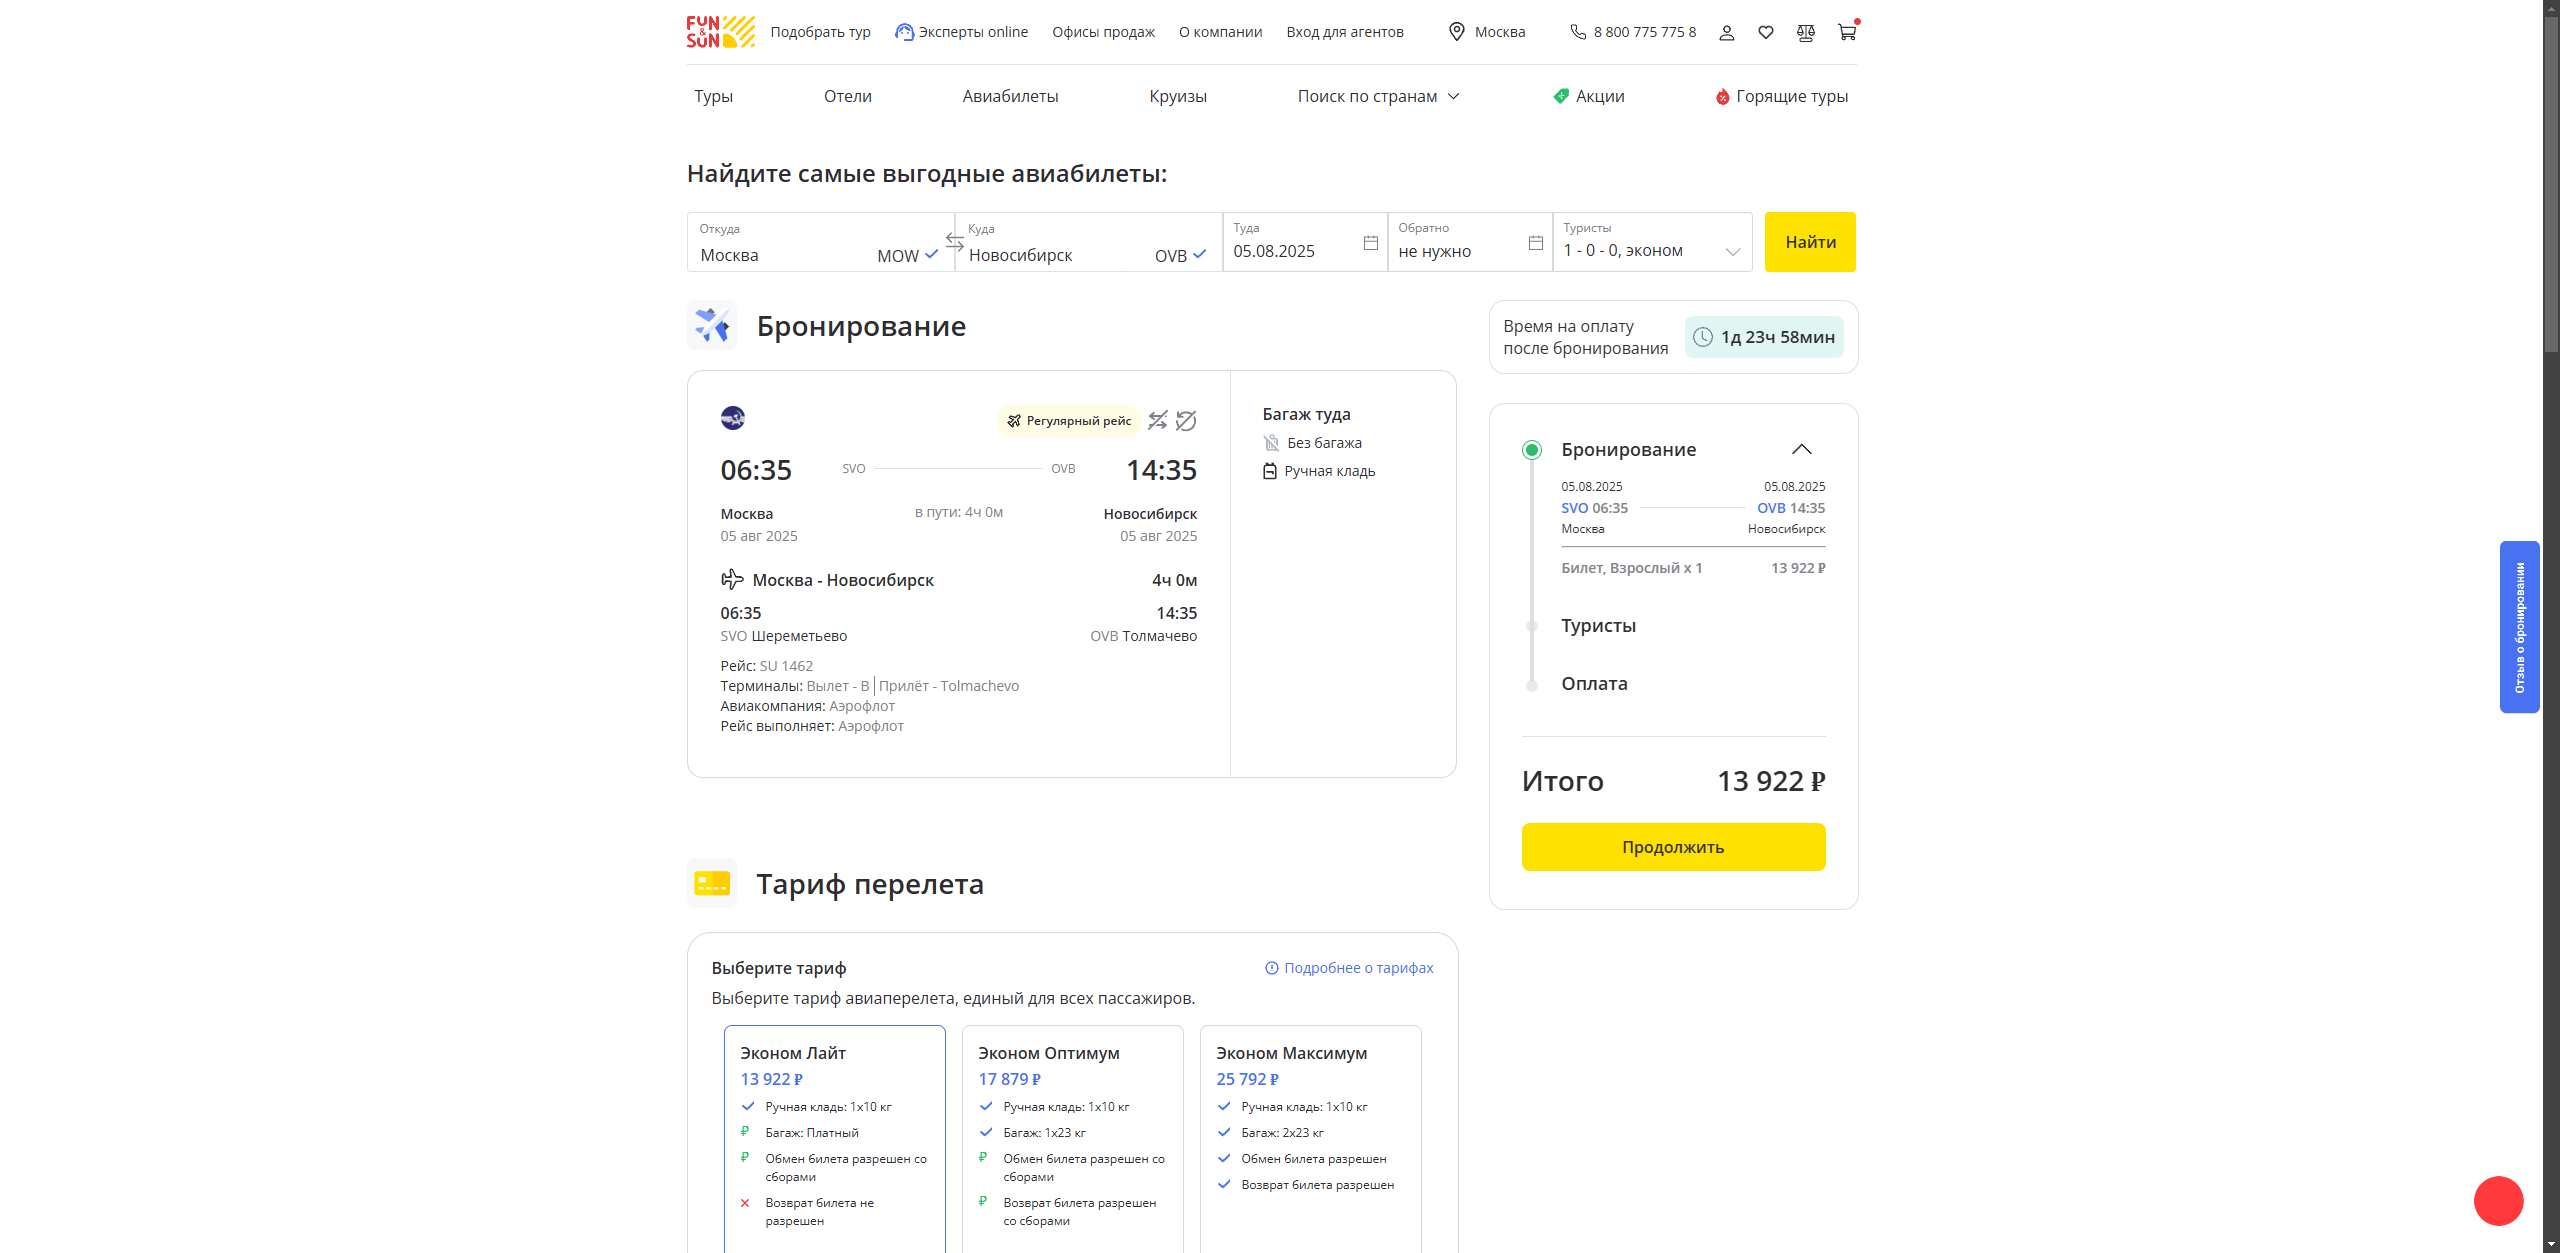 FUN & SUN
Подобрать тур
Эксперты online
Офисы продаж
О компании
Вход для агентов
Москва
8 800 775 775 8
Туры
Отели
Авиабилеты
Круизы
Поиск по странам
Акции
Горящие туры
Найдите самые выгодные авиабилеты:
Откуда
Москва MOW
Куда
Новосибирск OVB
Туда
05.08.2025
Обратно
не нужно
Туристы
1 - 0 - 0, эконом
Найти
Бронирование
Регулярный рейс
06:35 SVO OVB 14:35
Москва в пути: 4ч 0м Новосибирск
05 авг 2025 05 авг 2025
Москва - Новосибирск 4ч 0м
06:35 14:35
SVO Шереметьево OVB Толмачево
Рейс: SU 1462
Терминалы: Вылет - B | Прилёт - Tolmachevo
Авиакомпания: Аэрофлот
Рейс выполняет: Аэрофлот
Багаж туда
Без багажа
Ручная кладь
Время на оплату
после бронирования
1д 23ч 58мин
Бронирование
05.08.2025 05.08.2025
SVO 06:35 OVB 14:35
Москва Новосибирск
Билет, Взрослый x 1 13 922 ₽
Туристы
Оплата
Итого 13 922 ₽
Продолжить
Отзыв о бронировании
Тариф перелета
Выберите тариф
Подробнее о тарифах
Выберите тариф авиаперелета, единый для всех пассажиров.
Эконом Лайт
13 922 ₽
Ручная кладь: 1x10 кг
₽ Багаж: Платный
₽ Обмен билета разрешен со
сборами
Возврат билета не
разрешен
Эконом Оптимум
17 879 ₽
Ручная кладь: 1x10 кг
Багаж: 1x23 кг
₽ Обмен билета разрешен со
сборами
₽ Возврат билета разрешен
со сборами
Эконом Максимум
25 792 ₽
Ручная кладь: 1x10 кг
Багаж: 2x23 кг
Обмен билета разрешен
Возврат билета разрешен